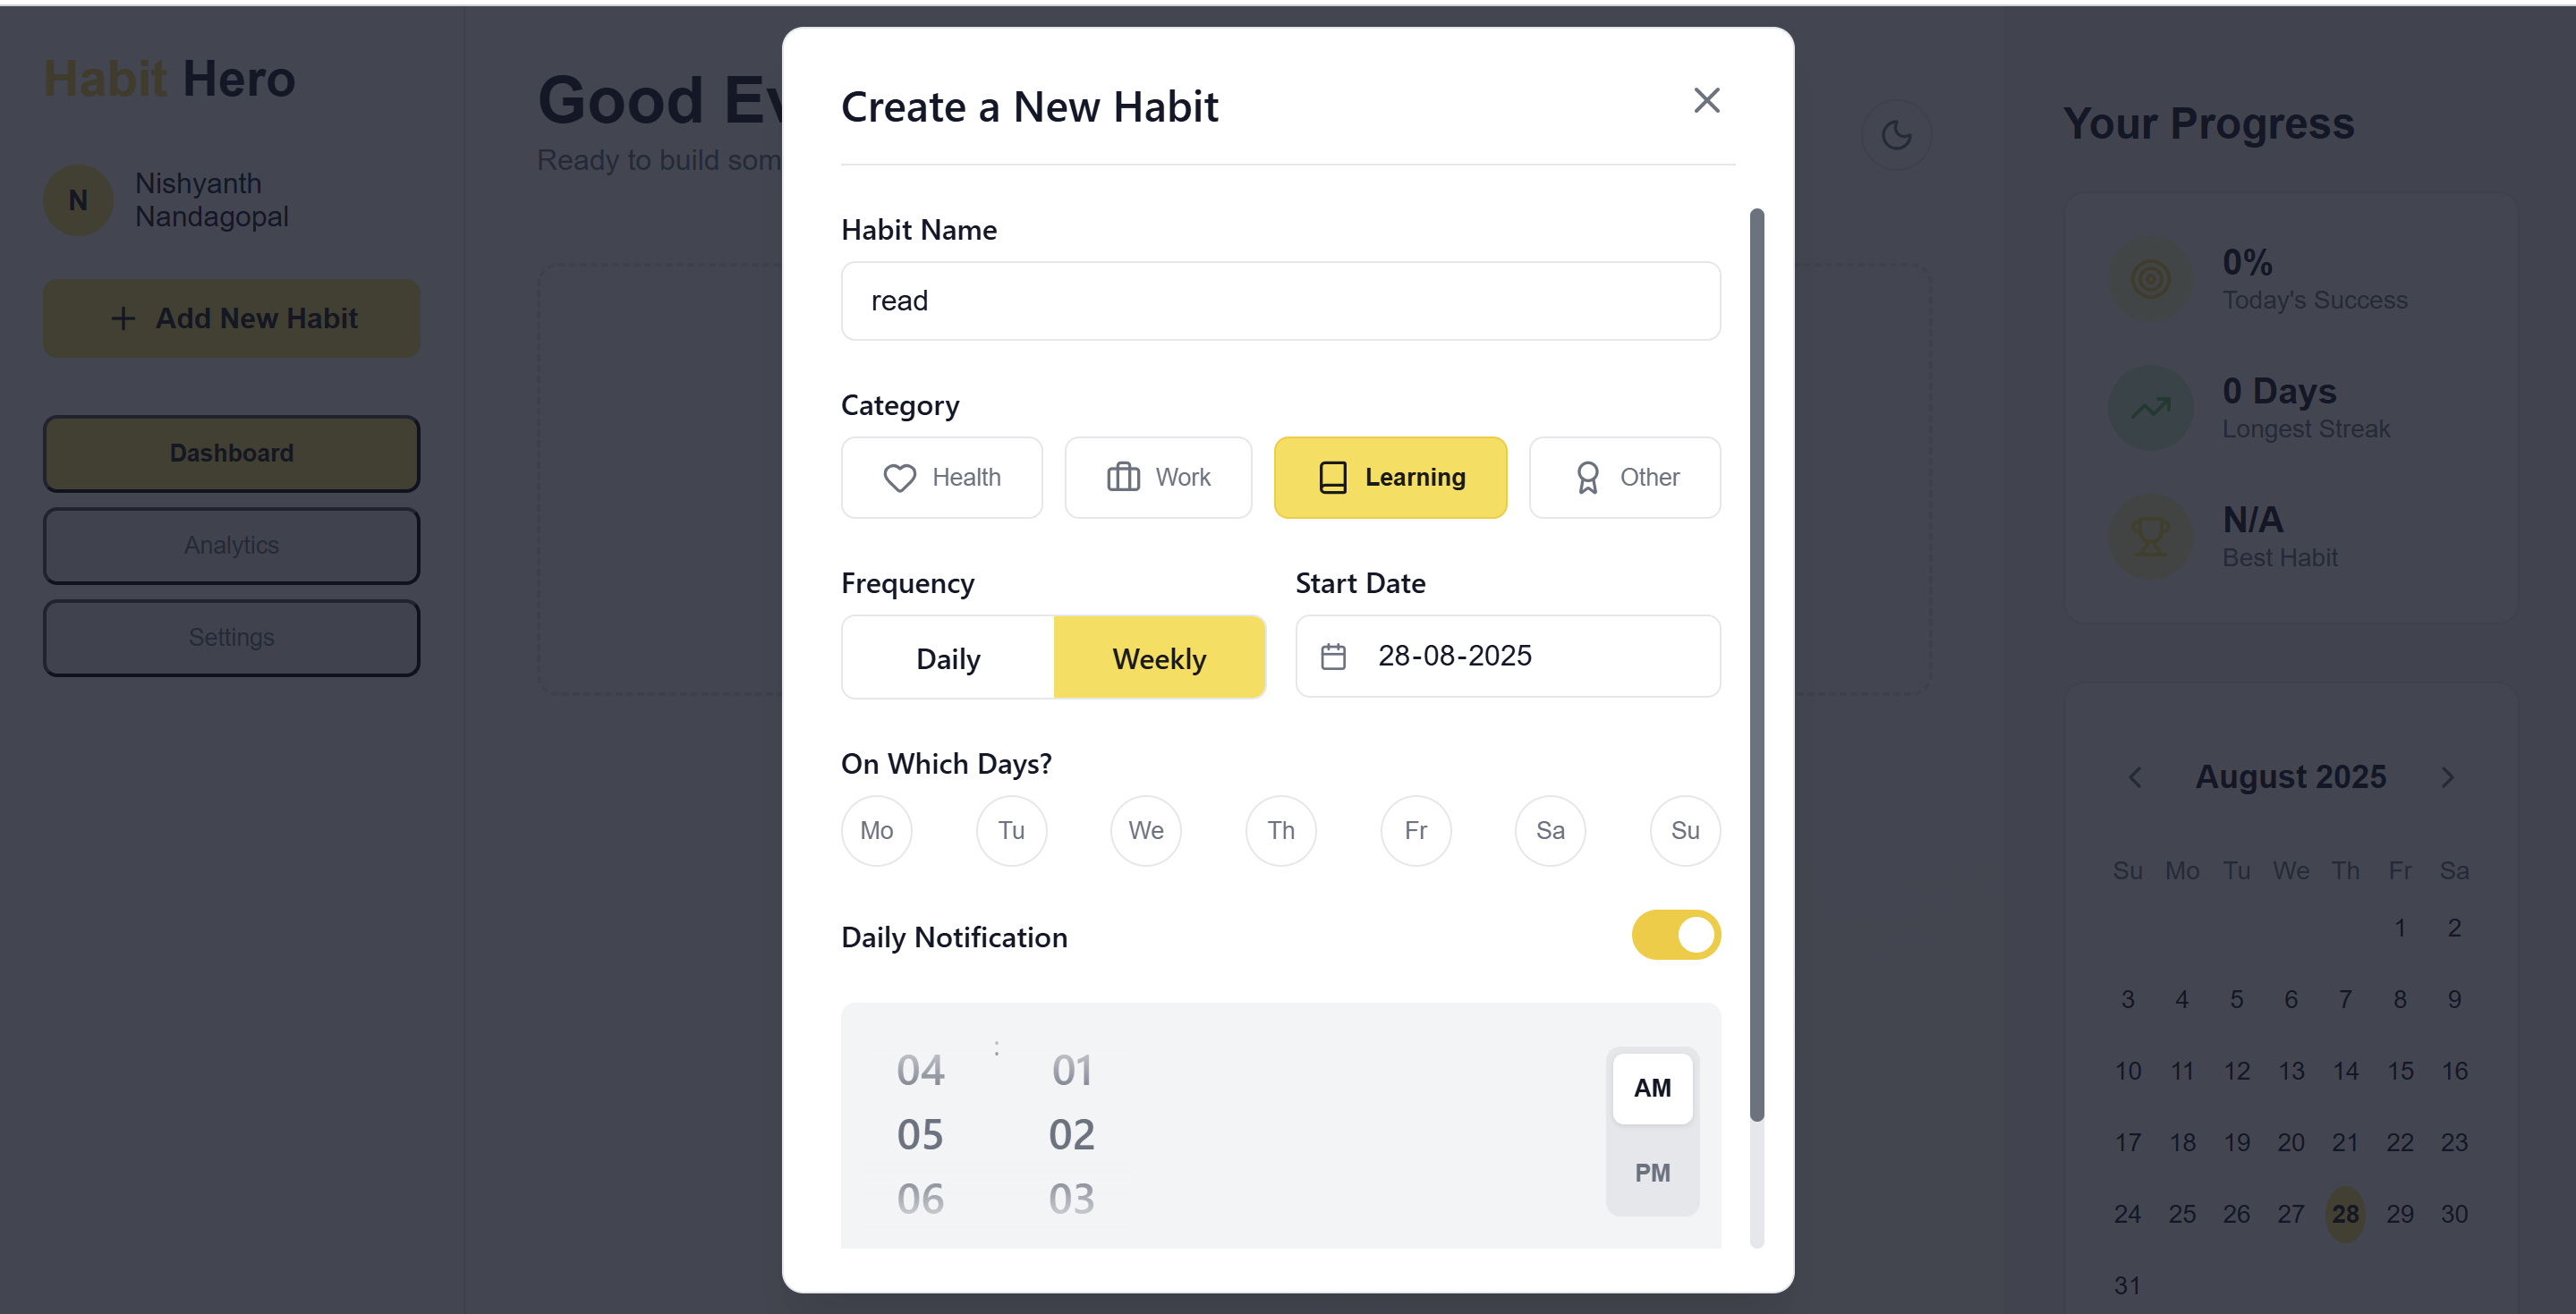 Habit Hero
N
Nishyanth
Nandagopal
+ Add New Habit
Dashboard
Analytics
Settings
Good Ev
Ready to build som
Create a New Habit
Habit Name
read
Category
Health Work Learning Other
Frequency Start Date
Daily Weekly 28-08-2025
On Which Days?
Mo Tu We Th Fr Sa Su
Daily Notification
04 : 01
05 02
06 03
AM
PM
Your Progress
0%
Today's Success
0 Days
Longest Streak
N/A
Best Habit
August 2025
Su Mo Tu We Th Fr Sa
1 2
3 4 5 6 7 8 9
10 11 12 13 14 15 16
17 18 19 20 21 22 23
24 25 26 27 28 29 30
31